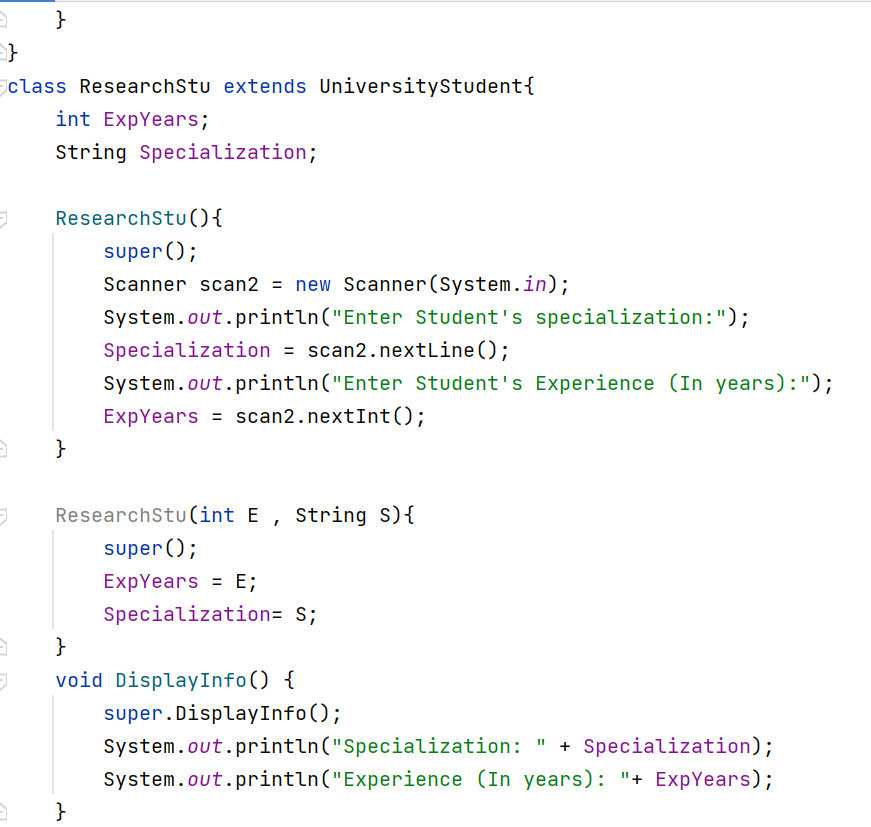 }
}
class ResearchStu extends UniversityStudent{
    int ExpYears;
    String Specialization;

    ResearchStu(){
        super();
        Scanner scan2 = new Scanner(System.in);
        System.out.println("Enter Student's specialization:");
        Specialization = scan2.nextLine();
        System.out.println("Enter Student's Experience (In years):");
        ExpYears = scan2.nextInt();
    }

    ResearchStu(int E , String S){
        super();
        ExpYears = E;
        Specialization= S;
    }
    void DisplayInfo() {
        super.DisplayInfo();
        System.out.println("Specialization: " + Specialization);
        System.out.println("Experience (In years): "+ ExpYears);
    }